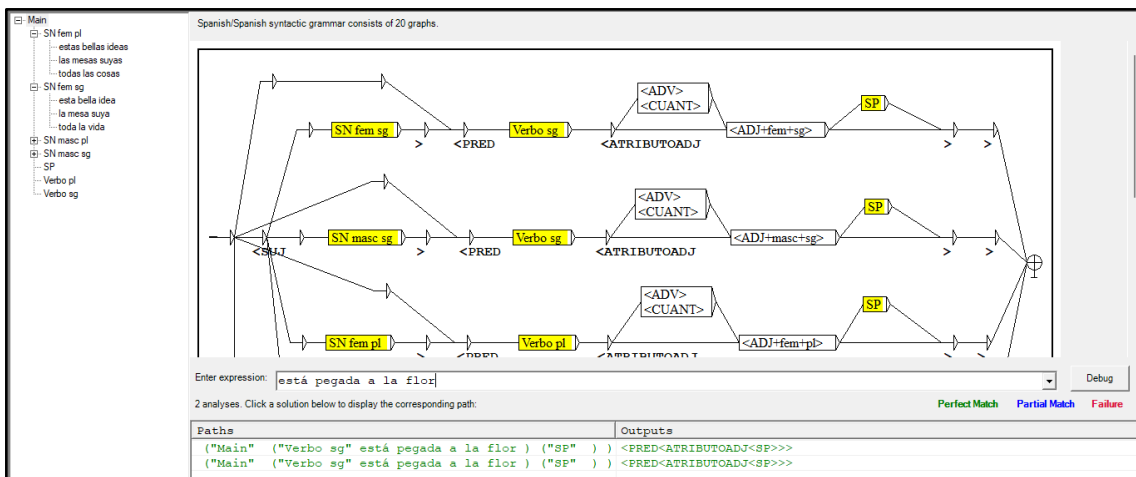 Main
SN fem pl
estas bellas ideas
las mesas suyas
todas las cosas
SN fem sg
esta bella idea
la mesa suya
toda la vida
SN masc pl
SN masc sg
SP
Verbo pl
Verbo sg
Spanish/Spanish syntactic grammar consists of 20 graphs.
<ADV>
<CUANT>
SP
SN fem sg Verbo sg <ADJ+fem+sg>
> <PRED <ATRIBUTOADJ > >
<ADV>
<CUANT>
SP
SN masc sg Verbo sg <ADJ+masc+sg>
<SUJ > <PRED <ATRIBUTOADJ > >
<ADV>
<CUANT>
SP
SN fem pl Verbo pl <ADJ+fem+pl>
> <PRED <ATRIBUTOADJ > >
Enter expression: está pegada a la flor Debug
2 analyses. Click a solution below to display the corresponding path: Perfect Match Partial Match Failure
Paths Outputs
("Main" ("Verbo sg" está pegada a la flor ) ("SP" ) ) <PRED<ATRIBUTOADJ<SP>>>
("Main" ("Verbo sg" está pegada a la flor ) ("SP" ) ) <PRED<ATRIBUTOADJ<SP>>>